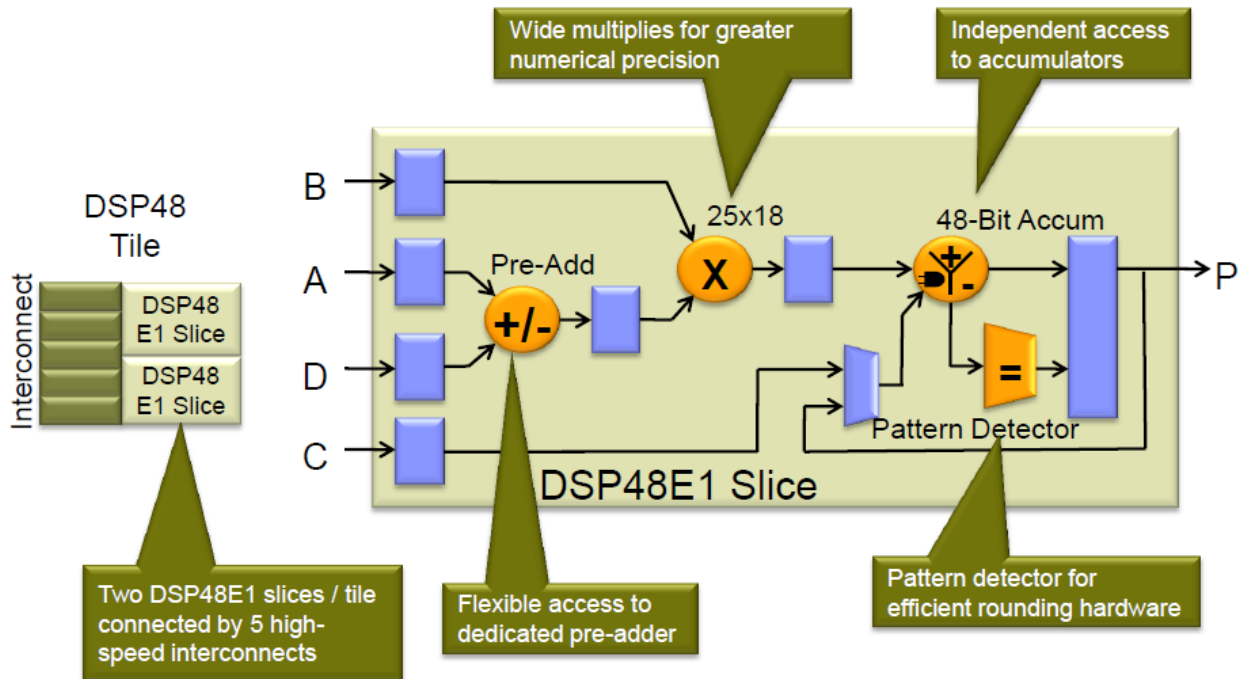 Wide multiplies for greater
numerical precision
Independent access
to accumulators
DSP48
Tile
Interconnect
DSP48
E1 Slice
DSP48
E1 Slice
B
A
D
C
Pre-Add
+/-
25x18
X
48-Bit Accum
+
-
=
Pattern Detector
P
DSP48E1 Slice
Two DSP48E1 slices / tile
connected by 5 high-
speed interconnects
Flexible access to
dedicated pre-adder
Pattern detector for
efficient rounding hardware